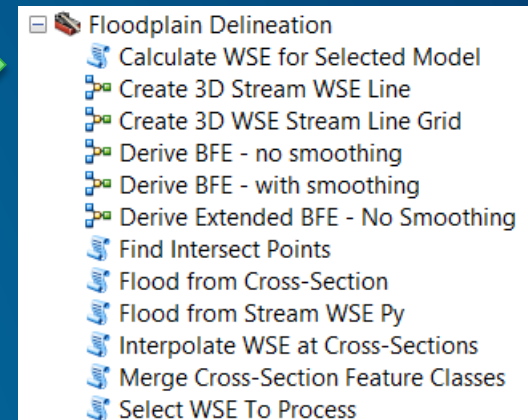 Floodplain Delineation
Calculate WSE for Selected Model
Create 3D Stream WSE Line
Create 3D WSE Stream Line Grid
Derive BFE - no smoothing
Derive BFE - with smoothing
Derive Extended BFE - No Smoothing
Find Intersect Points
Flood from Cross-Section
Flood from Stream WSE Py
Interpolate WSE at Cross-Sections
Merge Cross-Section Feature Classes
Select WSE To Process